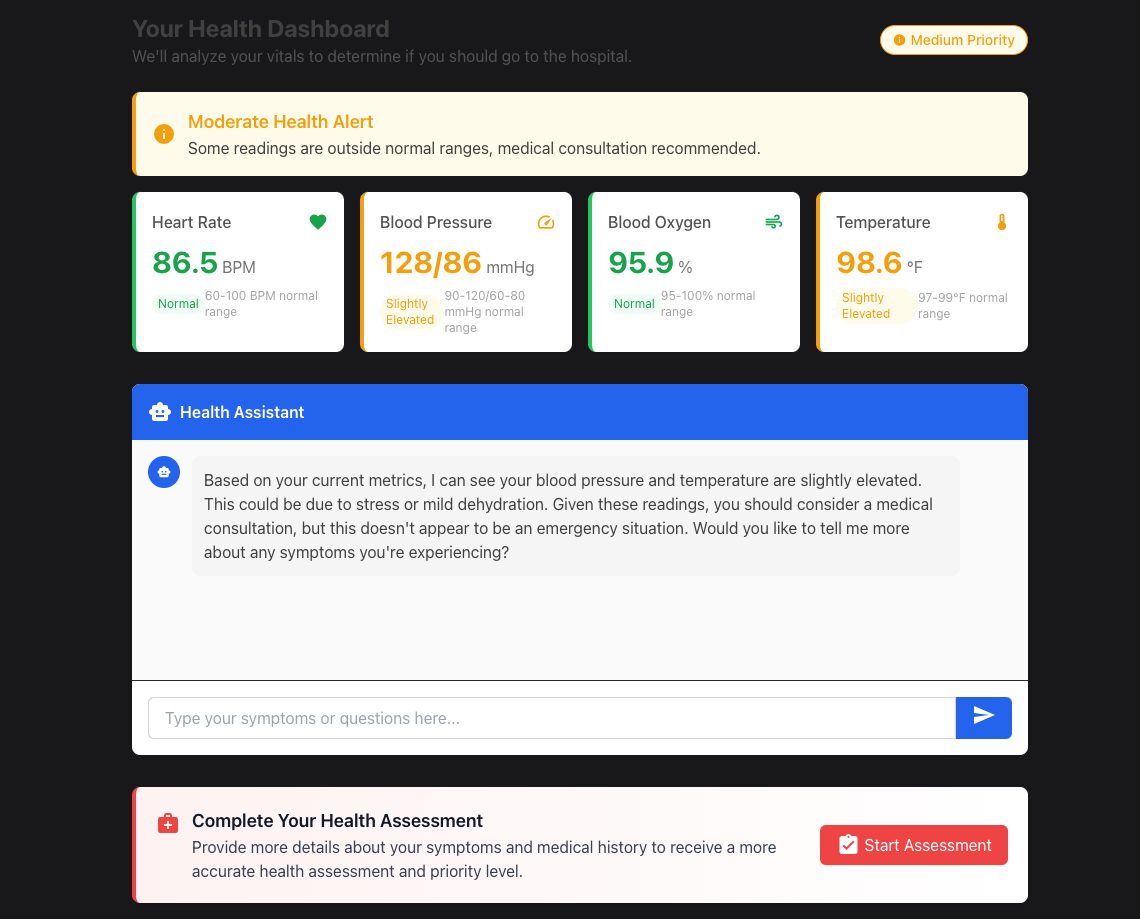 Your Health Dashboard
We'll analyze your vitals to determine if you should go to the hospital.
Medium Priority
Moderate Health Alert
Some readings are outside normal ranges, medical consultation recommended.
Heart Rate
86.5 BPM
Normal
60-100 BPM normal
range
Blood Pressure
128/86 mmHg
Slightly
Elevated
90-120/60-80
mmHg normal
range
Blood Oxygen
95.9 %
Normal
95-100% normal
range
Temperature
98.6 °F
Slightly
Elevated
97-99°F normal
range
Health Assistant
Based on your current metrics, I can see your blood pressure and temperature are slightly elevated.
This could be due to stress or mild dehydration. Given these readings, you should consider a medical
consultation, but this doesn't appear to be an emergency situation. Would you like to tell me more
about any symptoms you're experiencing?
Type your symptoms or questions here...
Complete Your Health Assessment
Provide more details about your symptoms and medical history to receive a more
accurate health assessment and priority level.
Start Assessment